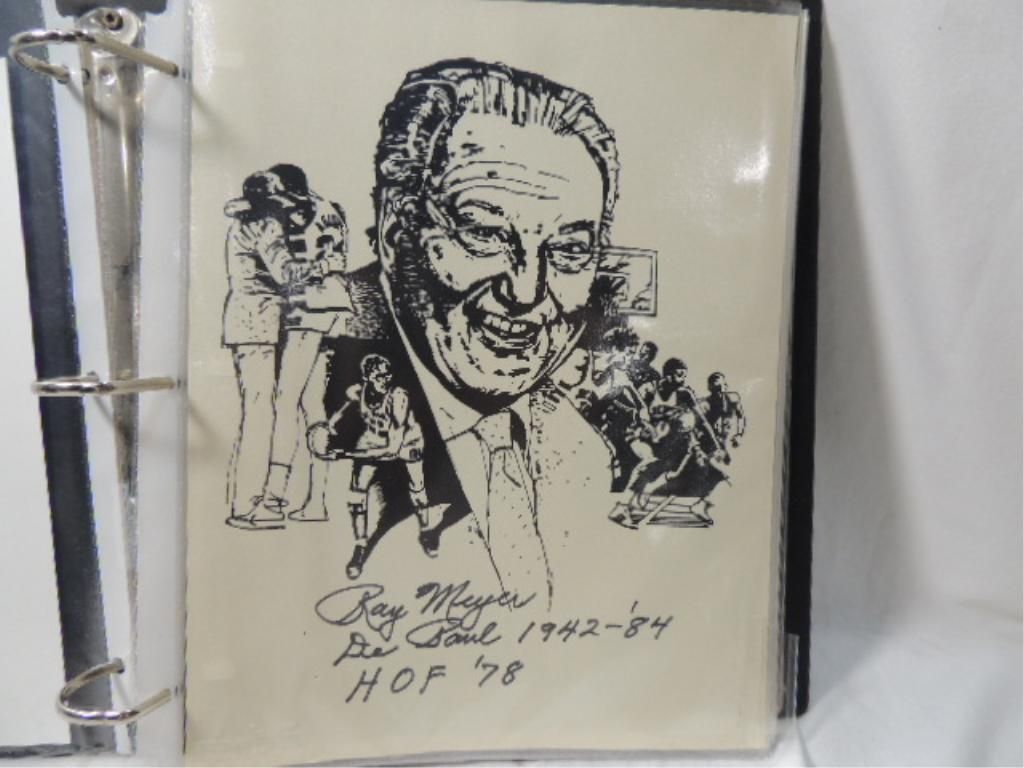 Ray Meyer
De Paul 1942-'84
HOF '78